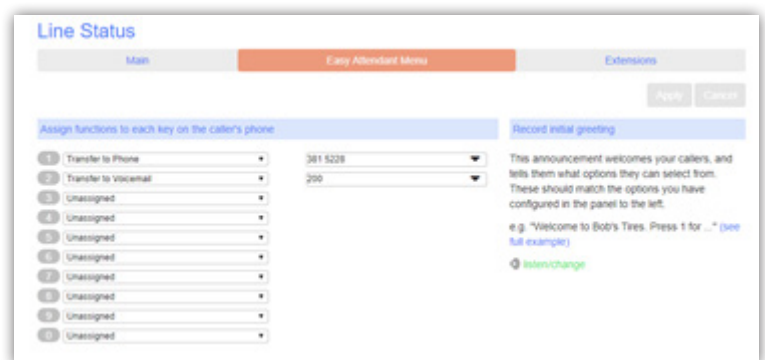 Line Status
Main
Easy Attendant Menu
Extensions
Apply
Cancel
Assign functions to each key on the caller's phone
1 Transfer to Phone 381 5228
2 Transfer to Voicemail 200
3 Unassigned
4 Unassigned
5 Unassigned
6 Unassigned
7 Unassigned
8 Unassigned
9 Unassigned
0 Unassigned
Record initial greeting
This announcement welcomes your callers, and
tells them what options they can select from.
These should match the options you have
configured in the panel to the left.
e.g. "Welcome to Bob's Tires. Press 1 for ..." (see
full example)
listen/change